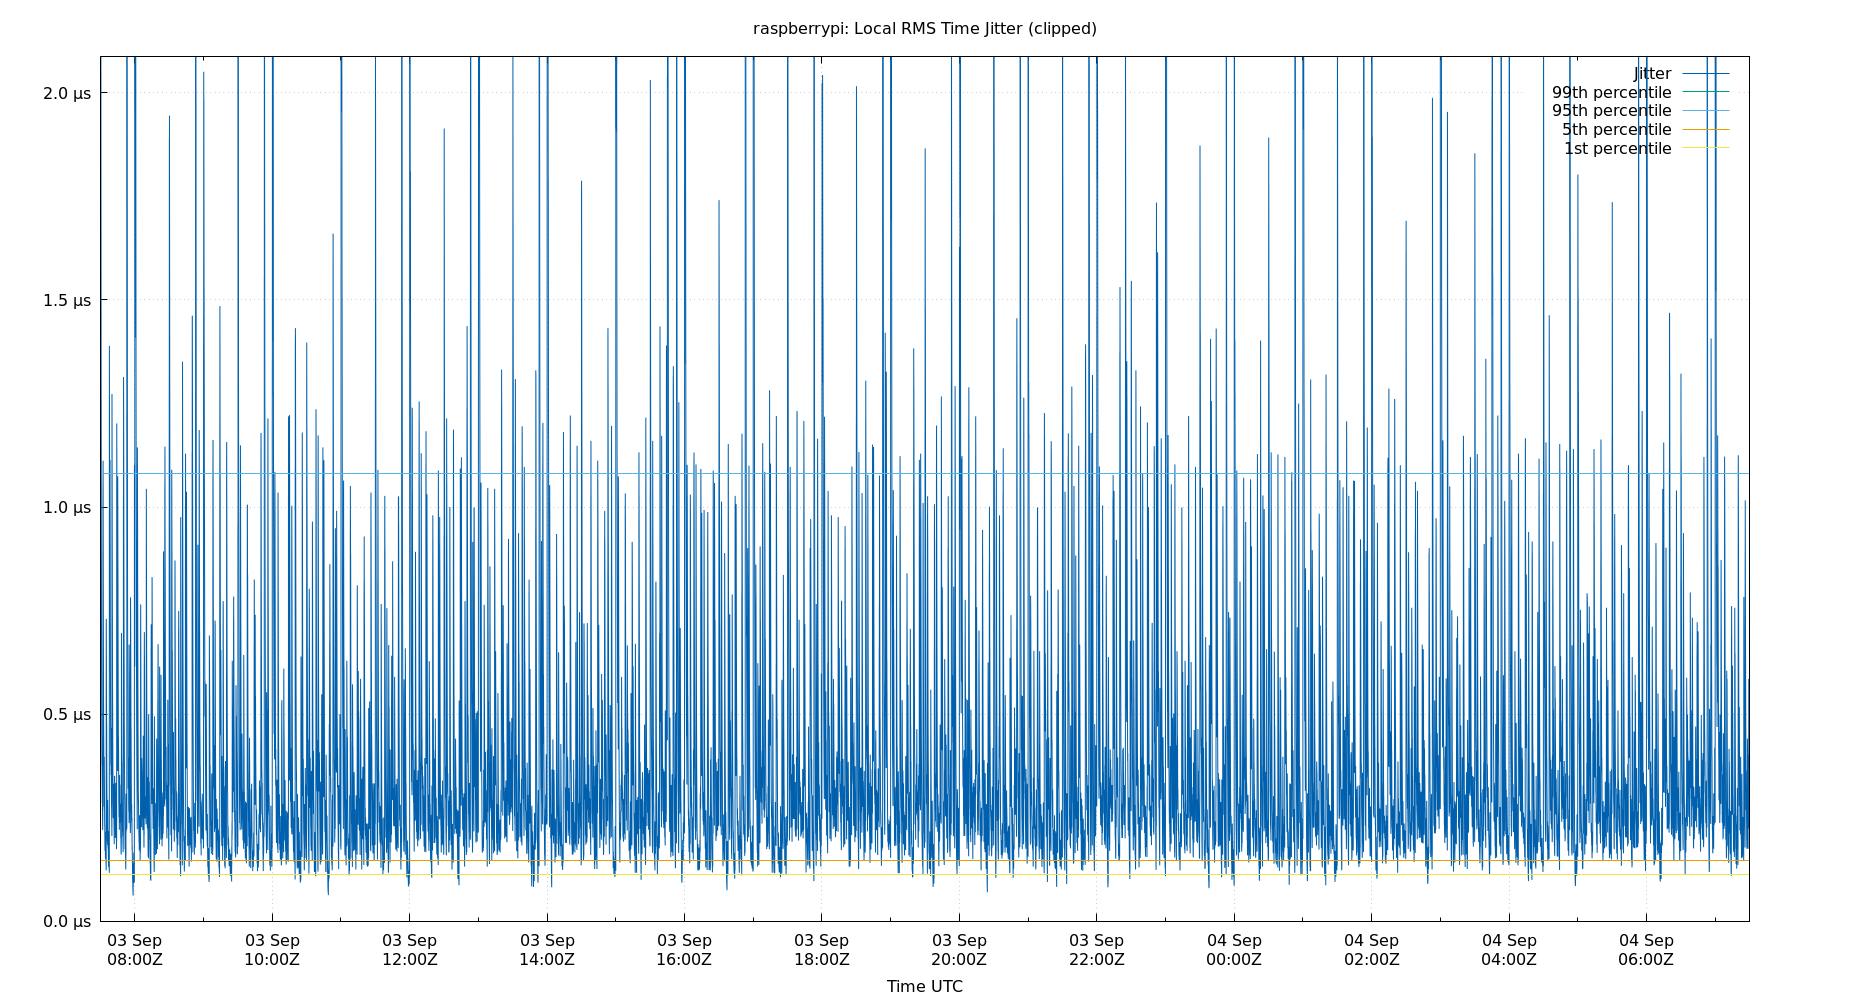 raspberrypi: Local RMS Time Jitter (clipped)
2.0 μs
1.5 μs
1.0 μs
0.5 μs
0.0 μs
Jitter
99th percentile
95th percentile
5th percentile
1st percentile
03 Sep 03 Sep 03 Sep 03 Sep 03 Sep 03 Sep 03 Sep 03 Sep 04 Sep 04 Sep 04 Sep 04 Sep
08:00Z 10:00Z 12:00Z 14:00Z 16:00Z 18:00Z 20:00Z 22:00Z 00:00Z 02:00Z 04:00Z 06:00Z
Time UTC